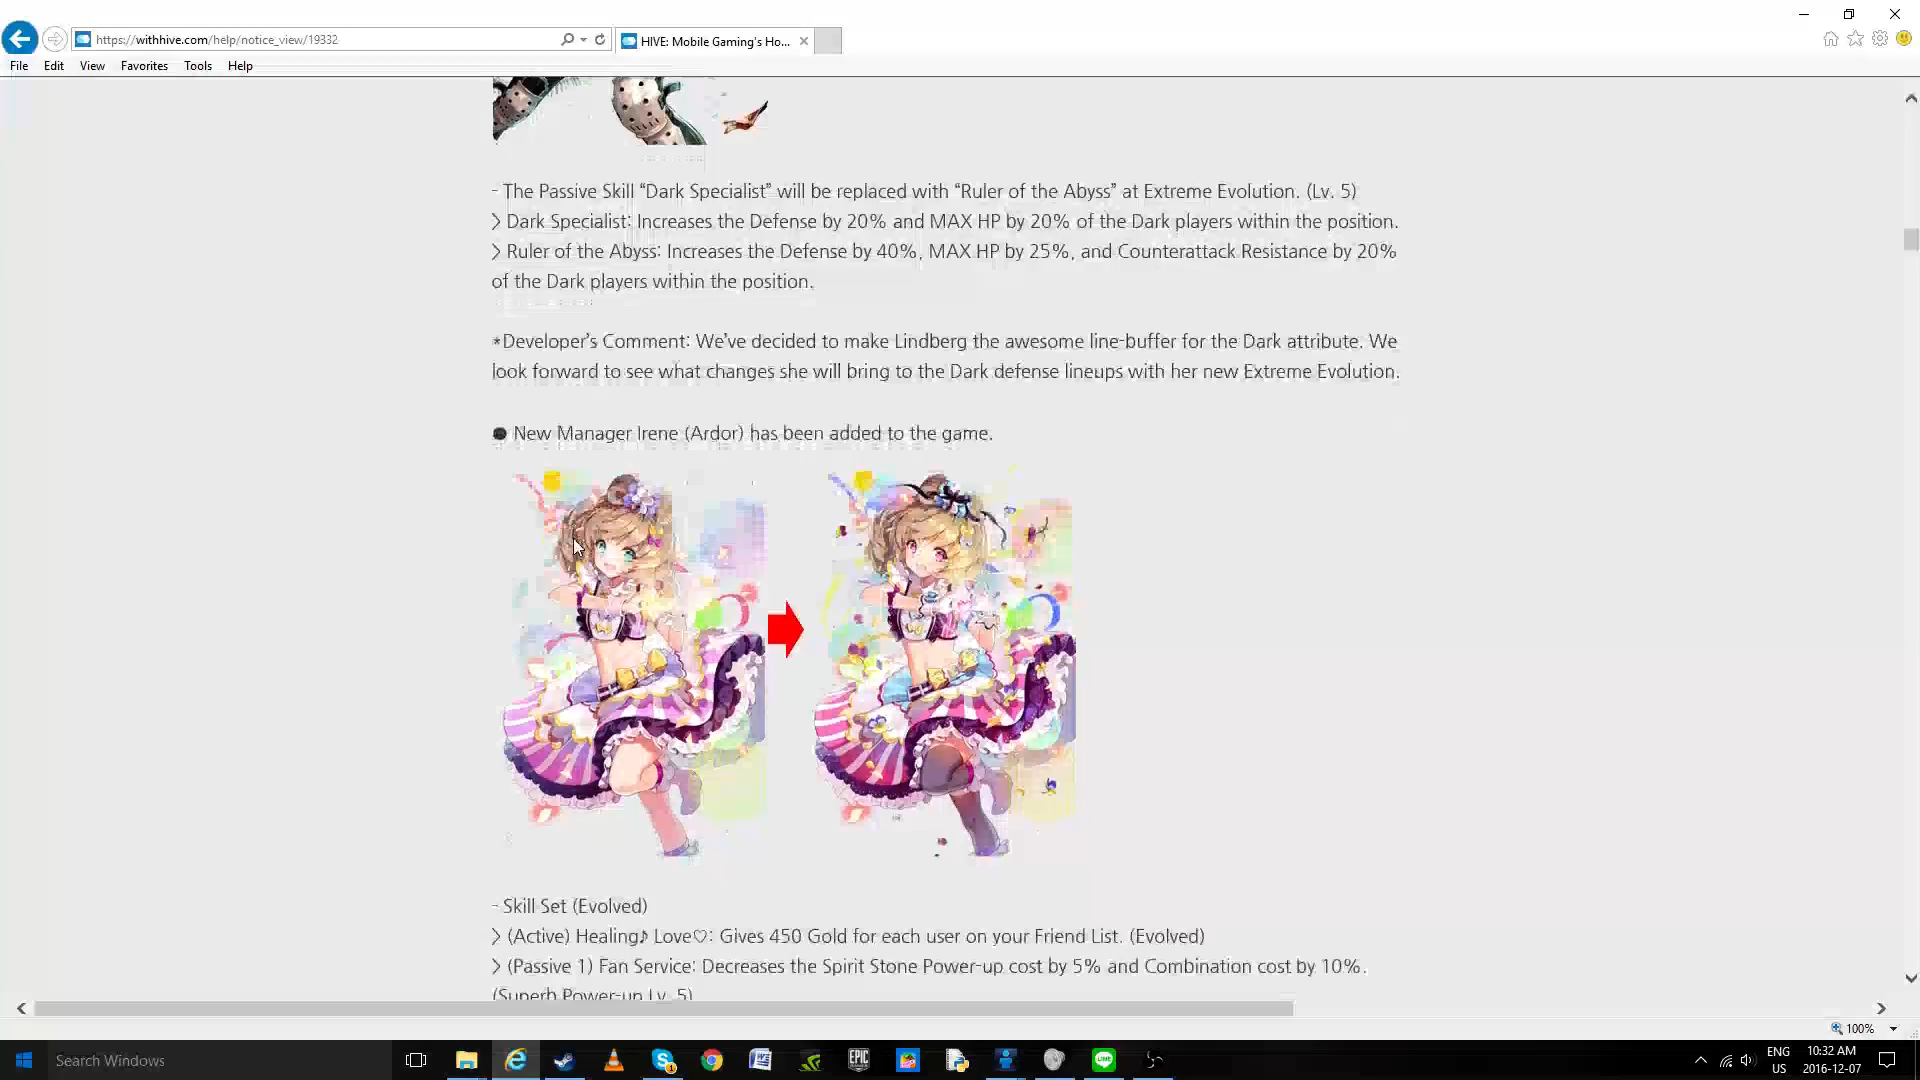 https://withhive.com/help/notice_view/19332
HIVE: Mobile Gaming's Ho...
File Edit View Favorites Tools Help
- The Passive Skill “Dark Specialist” will be replaced with “Ruler of the Abyss” at Extreme Evolution. (Lv. 5)
> Dark Specialist: Increases the Defense by 20% and MAX HP by 20% of the Dark players within the position.
> Ruler of the Abyss: Increases the Defense by 40%, MAX HP by 25%, and Counterattack Resistance by 20%
of the Dark players within the position.
*Developer’s Comment: We’ve decided to make Lindberg the awesome line-buffer for the Dark attribute. We
look forward to see what changes she will bring to the Dark defense lineups with her new Extreme Evolution.
● New Manager Irene (Ardor) has been added to the game.
- Skill Set (Evolved)
> (Active) Healing♪ Love♡: Gives 450 Gold for each user on your Friend List. (Evolved)
> (Passive 1) Fan Service: Decreases the Spirit Stone Power-up cost by 5% and Combination cost by 10%.
(Superb Power-up Lv. 5)
100%
Search Windows
EPIC
GAMES
LINE
ENG
US
10:32 AM
2016-12-07